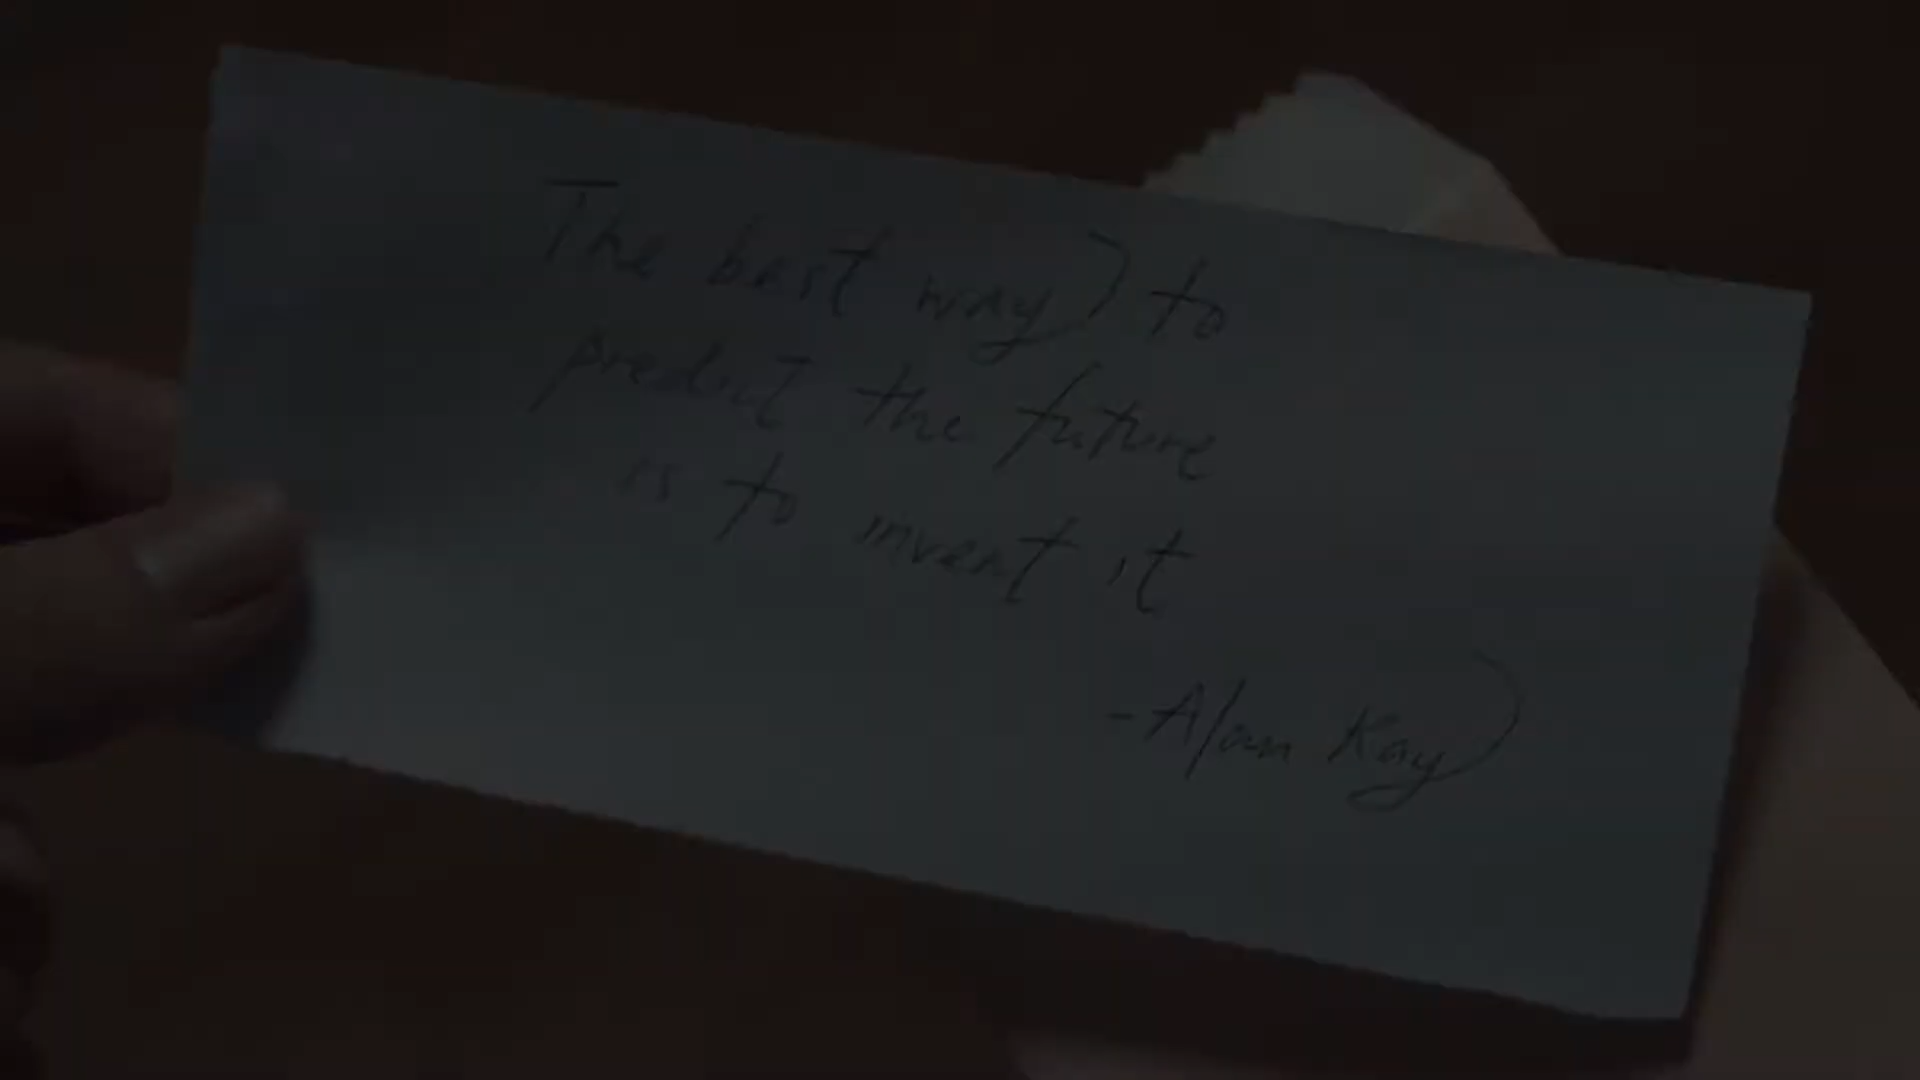 The best way to
predict the future
is to invent it
-Alan Kay